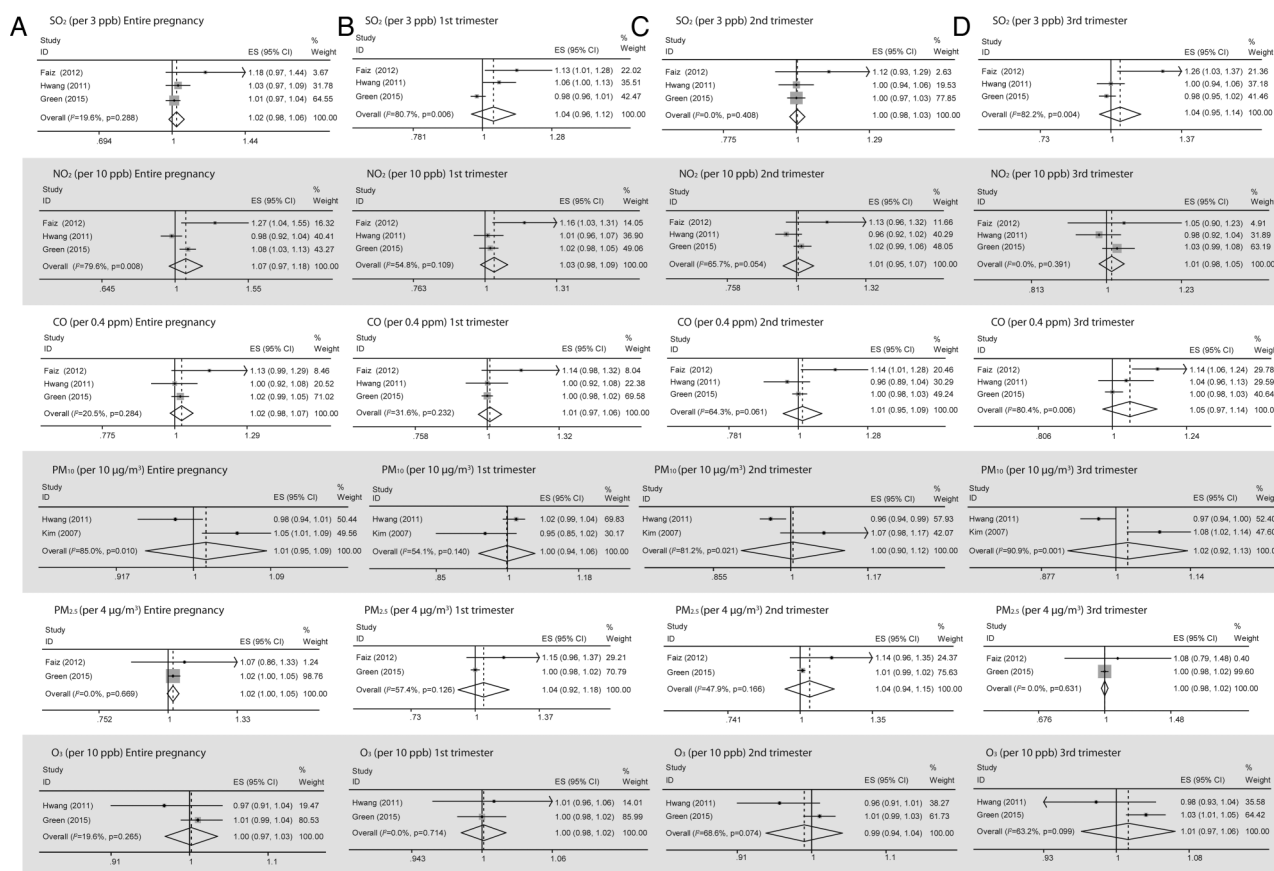 A
SO₂ (per 3 ppb) Entire pregnancy
Study %
ID ES (95% CI) Weight
Faiz (2012) 1.18 (0.97, 1.44) 3.67
Hwang (2011) 1.03 (0.97, 1.09) 31.78
Green (2015) 1.01 (0.97, 1.04) 64.55
Overall (I²=19.6%, p=0.288) 1.02 (0.98, 1.06) 100.00
.694 1 1.44
B
SO₂ (per 3 ppb) 1st trimester
Study %
ID ES (95% CI) Weight
Faiz (2012) 1.13 (1.01, 1.28) 22.02
Hwang (2011) 1.06 (1.00, 1.13) 35.51
Green (2015) 0.98 (0.96, 1.01) 42.47
Overall (I²=80.7%, p=0.006) 1.04 (0.96, 1.12) 100.00
.781 1 1.28
C
SO₂ (per 3 ppb) 2nd trimester
Study %
ID ES (95% CI) Weight
Faiz (2012) 1.12 (0.93, 1.29) 2.63
Hwang (2011) 1.00 (0.94, 1.06) 19.53
Green (2015) 1.00 (0.97, 1.03) 77.85
Overall (I²=0.0%, p=0.408) 1.00 (0.98, 1.03) 100.00
.775 1 1.29
D
SO₂ (per 3 ppb) 3rd trimester
Study %
ID ES (95% CI) Weight
Faiz (2012) 1.26 (1.03, 1.37) 21.36
Hwang (2011) 1.00 (0.94, 1.06) 37.18
Green (2015) 0.98 (0.95, 1.02) 41.46
Overall (I²=82.2%, p=0.004) 1.04 (0.95, 1.14) 100.00
.73 1 1.37
NO₂ (per 10 ppb) Entire pregnancy
Study %
ID ES (95% CI) Weight
Faiz (2012) 1.27 (1.04, 1.55) 16.32
Hwang (2011) 0.98 (0.92, 1.04) 40.41
Green (2015) 1.08 (1.03, 1.13) 43.27
Overall (I²=79.6%, p=0.008) 1.07 (0.97, 1.18) 100.00
.645 1 1.55
NO₂ (per 10 ppb) 1st trimester
Study %
ID ES (95% CI) Weight
Faiz (2012) 1.16 (1.03, 1.31) 14.05
Hwang (2011) 1.01 (0.96, 1.07) 36.90
Green (2015) 1.02 (0.98, 1.05) 49.06
Overall (I²=54.8%, p=0.109) 1.03 (0.98, 1.09) 100.00
.763 1 1.31
NO₂ (per 10 ppb) 2nd trimester
Study %
ID ES (95% CI) Weight
Faiz (2012) 1.13 (0.96, 1.32) 11.66
Hwang (2011) 0.96 (0.92, 1.02) 40.29
Green (2015) 1.02 (0.99, 1.06) 48.05
Overall (I²=65.7%, p=0.054) 1.01 (0.95, 1.07) 100.00
.758 1 1.32
NO₂ (per 10 ppb) 3rd trimester
Study %
ID ES (95% CI) Weight
Faiz (2012) 1.05 (0.90, 1.23) 4.91
Hwang (2011) 0.98 (0.92, 1.04) 31.89
Green (2015) 1.03 (0.99, 1.08) 63.19
Overall (I²=0.0%, p=0.391) 1.01 (0.98, 1.05) 100.00
.813 1 1.23
CO (per 0.4 ppm) Entire pregnancy
Study %
ID ES (95% CI) Weight
Faiz (2012) 1.13 (0.99, 1.29) 8.46
Hwang (2011) 1.00 (0.92, 1.08) 20.52
Green (2015) 1.02 (0.99, 1.05) 71.02
Overall (I²=20.5%, p=0.284) 1.02 (0.98, 1.07) 100.00
.775 1 1.29
CO (per 0.4 ppm) 1st trimester
Study %
ID ES (95% CI) Weight
Faiz (2012) 1.14 (0.98, 1.32) 8.04
Hwang (2011) 1.00 (0.92, 1.08) 22.38
Green (2015) 1.00 (0.98, 1.02) 69.58
Overall (I²=31.6%, p=0.232) 1.01 (0.97, 1.06) 100.00
.758 1 1.32
CO (per 0.4 ppm) 2nd trimester
Study %
ID ES (95% CI) Weight
Faiz (2012) 1.14 (1.01, 1.28) 20.46
Hwang (2011) 0.96 (0.89, 1.04) 30.29
Green (2015) 1.00 (0.98, 1.03) 49.24
Overall (I²=64.3%, p=0.061) 1.01 (0.95, 1.09) 100.00
.781 1 1.28
CO (per 0.4 ppm) 3rd trimester
Study %
ID ES (95% CI) Weight
Faiz (2012) 1.14 (1.06, 1.24) 29.78
Hwang (2011) 1.04 (0.96, 1.13) 29.59
Green (2015) 1.00 (0.98, 1.03) 40.64
Overall (I²=80.4%, p=0.006) 1.05 (0.97, 1.14) 100.00
.806 1 1.24
PM₁₀ (per 10 µg/m³) Entire pregnancy
Study %
ID ES (95% CI) Weight
Hwang (2011) 0.98 (0.94, 1.01) 50.44
Kim (2007) 1.05 (1.01, 1.09) 49.56
Overall (I²=85.0%, p=0.010) 1.01 (0.95, 1.09) 100.00
.917 1 1.09
PM₁₀ (per 10 µg/m³) 1st trimester
Study %
ID ES (95% CI) Weight
Hwang (2011) 1.02 (0.99, 1.04) 69.83
Kim (2007) 0.95 (0.85, 1.02) 30.17
Overall (I²=54.1%, p=0.140) 1.00 (0.94, 1.06) 100.00
.85 1 1.18
PM₁₀ (per 10 µg/m³) 2nd trimester
Study %
ID ES (95% CI) Weight
Hwang (2011) 0.96 (0.94, 0.99) 57.93
Kim (2007) 1.07 (0.98, 1.17) 42.07
Overall (I²=81.2%, p=0.021) 1.00 (0.90, 1.12) 100.00
.855 1 1.17
PM₁₀ (per 10 µg/m³) 3rd trimester
Study %
ID ES (95% CI) Weight
Hwang (2011) 0.97 (0.94, 1.00) 52.40
Kim (2007) 1.08 (1.02, 1.14) 47.60
Overall (I²=90.9%, p=0.001) 1.02 (0.92, 1.13) 100.0
.877 1 1.14
PM₂.₅ (per 4 µg/m³) Entire pregnancy
Study %
ID ES (95% CI) Weight
Faiz (2012) 1.07 (0.86, 1.33) 1.24
Green (2015) 1.02 (1.00, 1.05) 98.76
Overall (I²=0.0%, p=0.669) 1.02 (1.00, 1.05) 100.00
.752 1 1.33
PM₂.₅ (per 4 µg/m³) 1st trimester
Study %
ID ES (95% CI) Weight
Faiz (2012) 1.15 (0.96, 1.37) 29.21
Green (2015) 1.00 (0.98, 1.02) 70.79
Overall (I²=57.4%, p=0.126) 1.04 (0.92, 1.18) 100.00
.73 1 1.37
PM₂.₅ (per 4 µg/m³) 2nd trimester
Study %
ID ES (95% CI) Weight
Faiz (2012) 1.14 (0.96, 1.35) 24.37
Green (2015) 1.01 (0.99, 1.02) 75.63
Overall (I²=47.9%, p=0.166) 1.04 (0.94, 1.15) 100.00
.741 1 1.35
PM₂.₅ (per 4 µg/m³) 3rd trimester
Study %
ID ES (95% CI) Weight
Faiz (2012) 1.08 (0.79, 1.48) 0.40
Green (2015) 1.00 (0.98, 1.02) 99.60
Overall (I²= 0.0%, p=0.631) 1.00 (0.98, 1.02) 100.00
.676 1 1.48
O₃ (per 10 ppb) Entire pregnancy
Study %
ID ES (95% CI) Weight
Hwang (2011) 0.97 (0.91, 1.04) 19.47
Green (2015) 1.01 (0.99, 1.04) 80.53
Overall (I²=19.6%, p=0.265) 1.00 (0.97, 1.03) 100.00
.91 1 1.1
O₃ (per 10 ppb) 1st trimester
Study %
ID ES (95% CI) Weight
Hwang (2011) 1.01 (0.96, 1.06) 14.01
Green (2015) 1.00 (0.98, 1.02) 85.99
Overall (I²=0.0%, p=0.714) 1.00 (0.98, 1.02) 100.00
.943 1 1.06
O₃ (per 10 ppb) 2nd trimester
Study %
ID ES (95% CI) Weight
Hwang (2011) 0.96 (0.91, 1.01) 38.27
Green (2015) 1.01 (0.99, 1.03) 61.73
Overall (I²=68.6%, p=0.074) 0.99 (0.94, 1.04) 100.00
.91 1 1.1
O₃ (per 10 ppb) 3rd trimester
Study %
ID ES (95% CI) Weight
Hwang (2011) 0.98 (0.93, 1.04) 35.58
Green (2015) 1.03 (1.01, 1.05) 64.42
Overall (I²=63.2%, p=0.099) 1.01 (0.97, 1.06) 100.00
.93 1 1.08